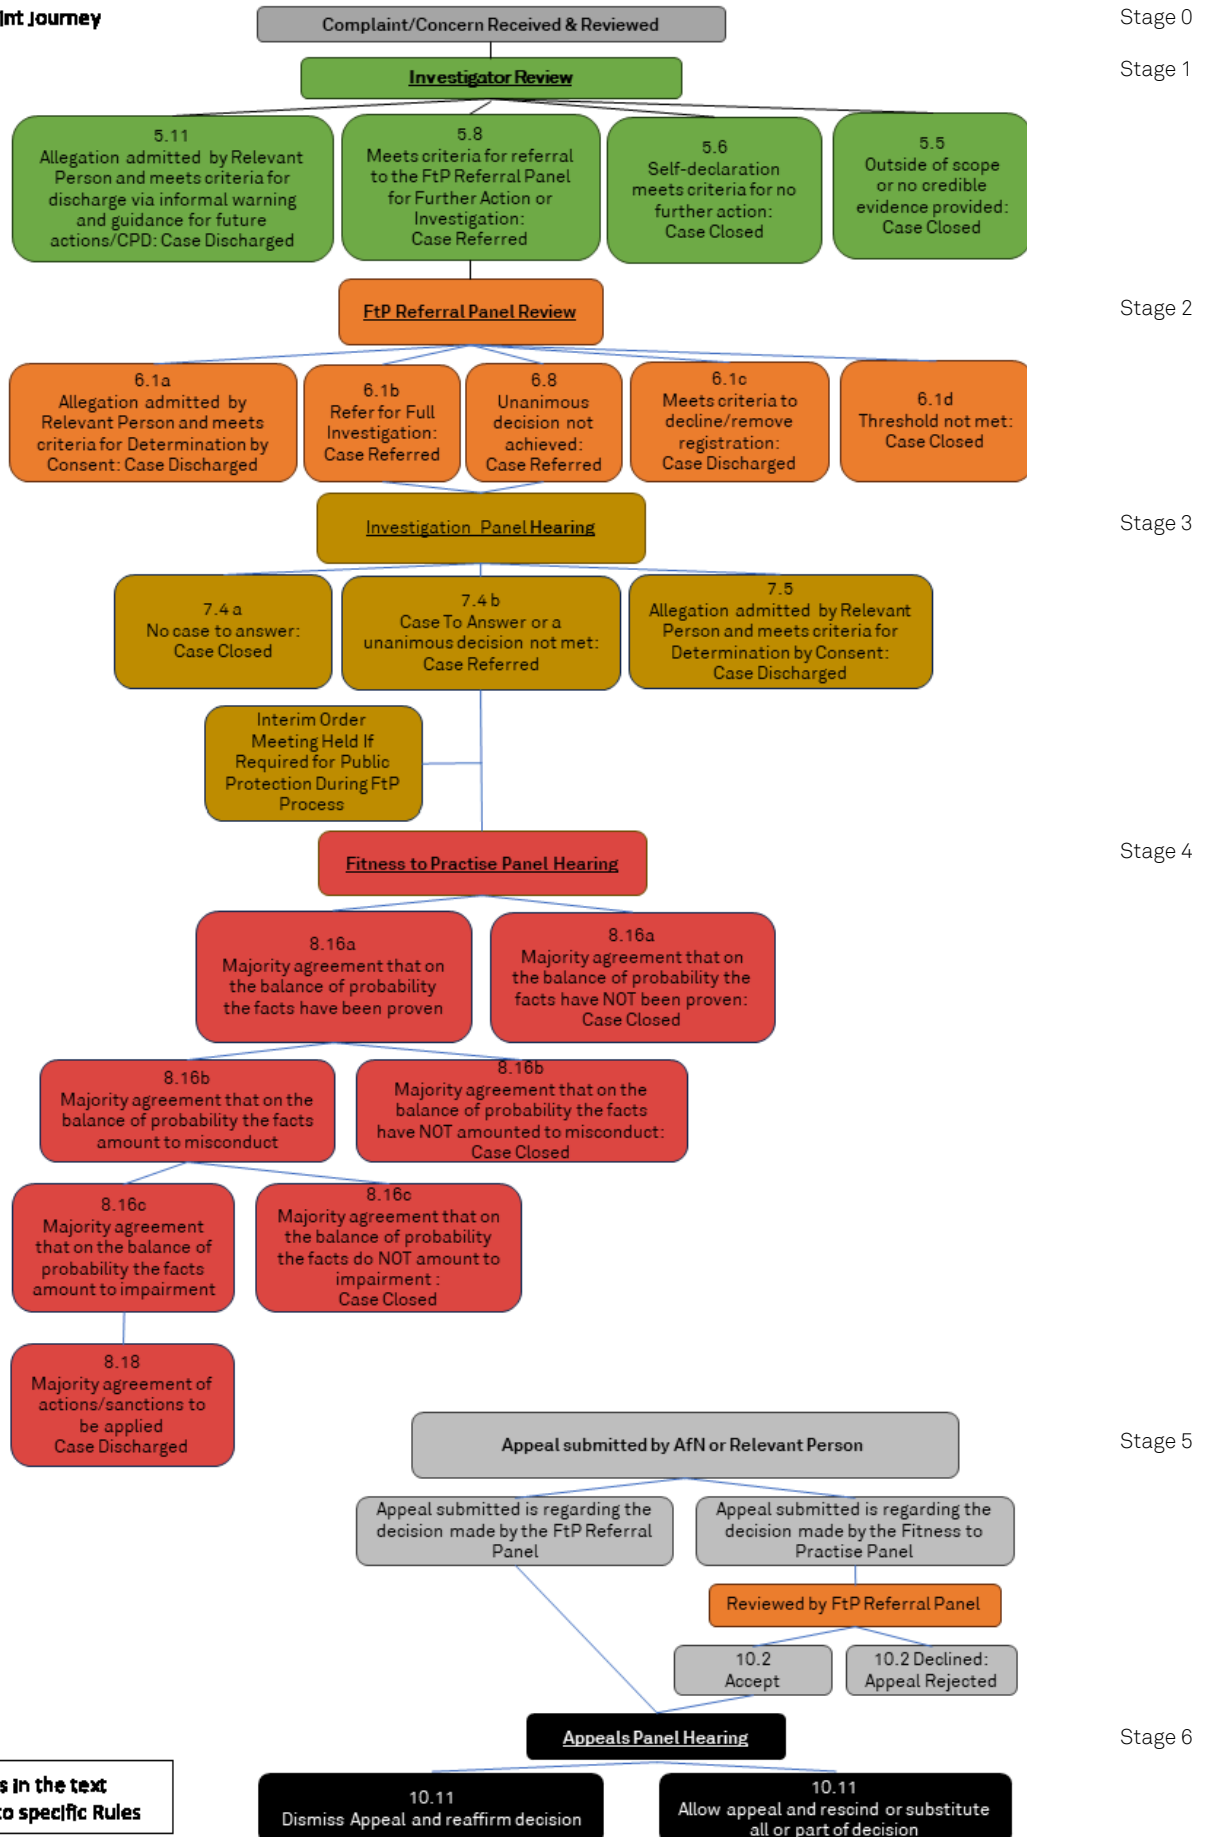 int Journey
Complaint/Concern Received & Reviewed
Stage 0
Investigator Review
Stage 1
5.11
Allegation admitted by Relevant
Person and meets criteria for
discharge via informal warning
and guidance for future
actions/CPD: Case Discharged
5.8
Meets criteria for referral
to the FtP Referral Panel
for Further Action or
Investigation:
Case Referred
5.6
Self-declaration
meets criteria for no
further action:
Case Closed
5.5
Outside of scope
or no credible
evidence provided:
Case Closed
FtP Referral Panel Review
Stage 2
6.1a
Allegation admitted by
Relevant Person and meets
criteria for Determination by
Consent: Case Discharged
6.1b
Refer for Full
Investigation:
Case Referred
6.8
Unanimous
decision not
achieved:
Case Referred
6.1c
Meets criteria to
decline/remove
registration:
Case Discharged
6.1d
Threshold not met:
Case Closed
Investigation Panel Hearing
Stage 3
7.4 a
No case to answer:
Case Closed
7.4 b
Case To Answer or a
unanimous decision not met:
Case Referred
7.5
Allegation admitted by Relevant
Person and meets criteria for
Determination by Consent:
Case Discharged
Interim Order
Meeting Held If
Required for Public
Protection During FtP
Process
Fitness to Practise Panel Hearing
Stage 4
8.16a
Majority agreement that on
the balance of probability
the facts have been proven
8.16a
Majority agreement that on
the balance of probability the
facts have NOT been proven:
Case Closed
8.16b
Majority agreement that on the
balance of probability the facts
amount to misconduct
8.16b
Majority agreement that on the
balance of probability the facts
have NOT amounted to misconduct:
Case Closed
8.16c
Majority agreement
that on the balance of
probability the facts
amount to impairment
8.16c
Majority agreement that on
the balance of probability
the facts do NOT amount to
impairment :
Case Closed
8.18
Majority agreement of
actions/sanctions to
be applied
Case Discharged
Appeal submitted by AfN or Relevant Person
Stage 5
Appeal submitted is regarding the
decision made by the FtP Referral
Panel
Appeal submitted is regarding the
decision made by the Fitness to
Practise Panel
Reviewed by FtP Referral Panel
10.2
Accept
10.2 Declined:
Appeal Rejected
Appeals Panel Hearing
Stage 6
s in the text
to specific Rules
10.11
Dismiss Appeal and reaffirm decision
10.11
Allow appeal and rescind or substitute
all or part of decision